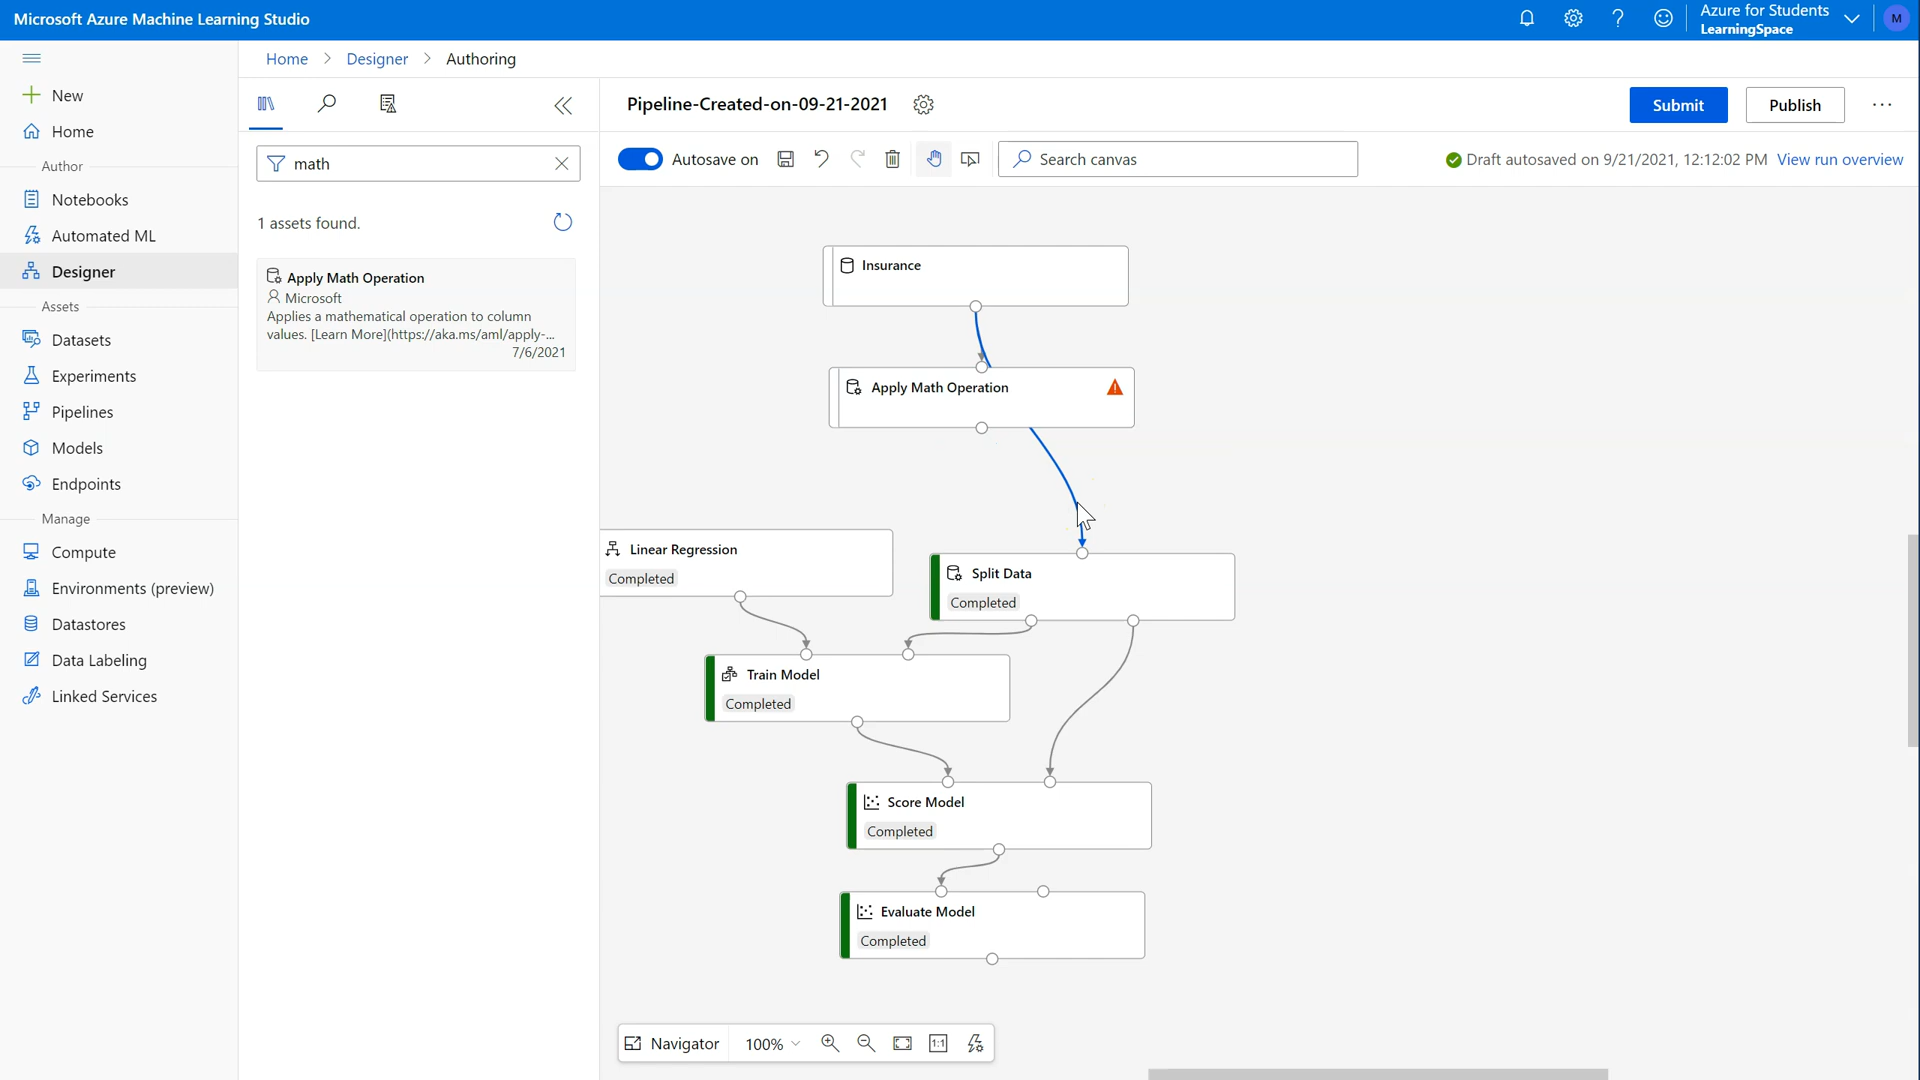 Microsoft Azure Machine Learning Studio
Azure for Students
LearningSpace
M
New
Home
Author
Notebooks
Automated ML
Designer
Assets
Datasets
Experiments
Pipelines
Models
Endpoints
Manage
Compute
Environments (preview)
Datastores
Data Labeling
Linked Services
Home > Designer > Authoring
math
1 assets found.
Apply Math Operation
Microsoft
Applies a mathematical operation to column
values. [Learn More](https://aka.ms/aml/apply-...
7/6/2021
Pipeline-Created-on-09-21-2021
Submit
Publish
Autosave on
Search canvas
Draft autosaved on 9/21/2021, 12:12:02 PM View run overview
Insurance
Apply Math Operation
Linear Regression
Completed
Split Data
Completed
Train Model
Completed
Score Model
Completed
Evaluate Model
Completed
Navigator
100%
1:1